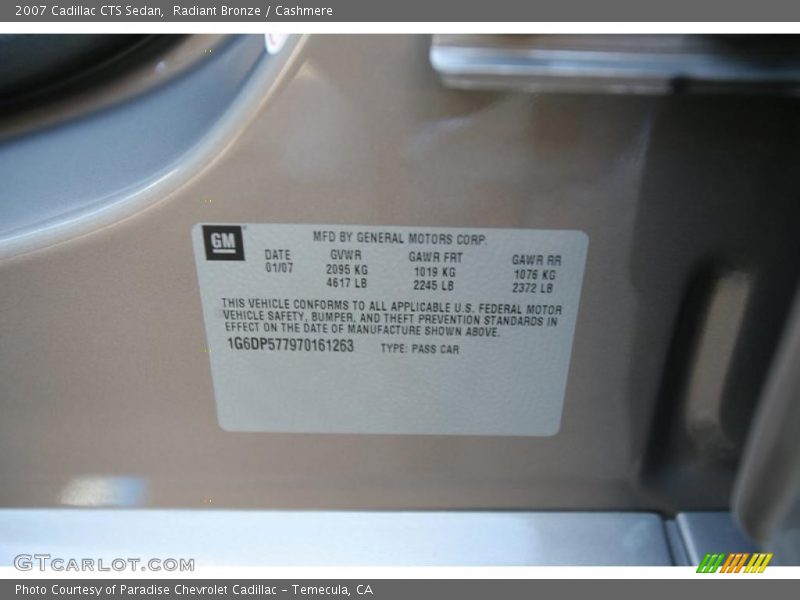 2007 Cadillac CTS Sedan, Radiant Bronze / Cashmere
GM
MFD BY GENERAL MOTORS CORP.
DATE GVWR GAWR FRT GAWR RR
01/07 2095 KG 1019 KG 1076 KG
4617 LB 2245 LB 2372 LB
THIS VEHICLE CONFORMS TO ALL APPLICABLE U.S. FEDERAL MOTOR
VEHICLE SAFETY, BUMPER, AND THEFT PREVENTION STANDARDS IN
EFFECT ON THE DATE OF MANUFACTURE SHOWN ABOVE.
1G6DP577970161263 TYPE: PASS CAR
GTCARLOT.COM
Photo Courtesy of Paradise Chevrolet Cadillac - Temecula, CA